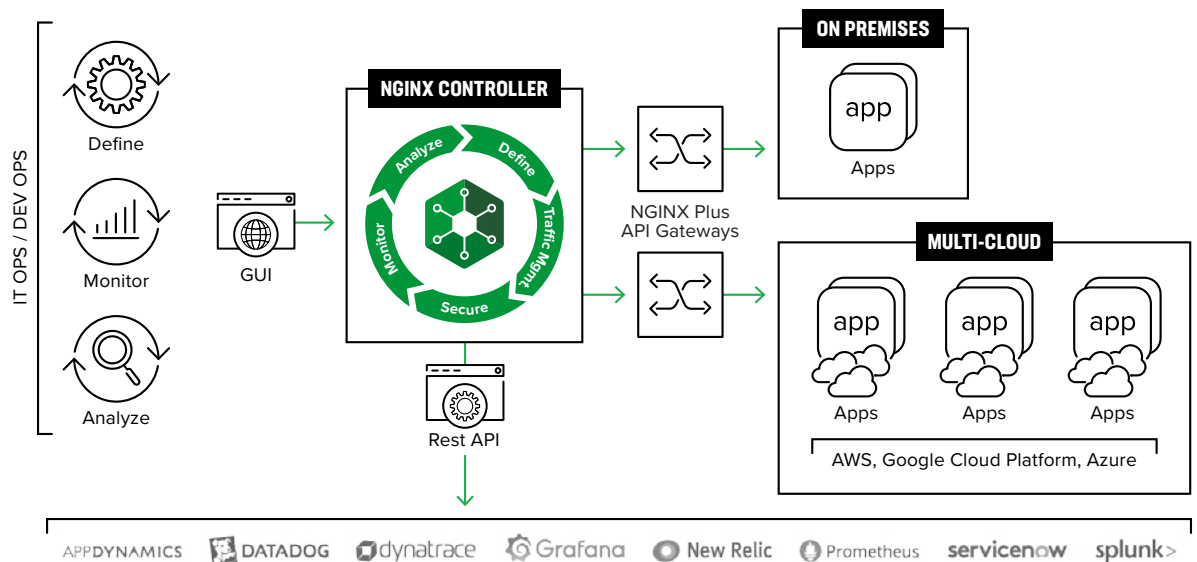 IT OPS / DEV OPS
Define
Monitor
Analyze
GUI
NGINX CONTROLLER
Analyze
Define
Traffic Mgmt.
Secure
Monitor
Rest API
NGINX Plus
API Gateways
ON PREMISES
app
Apps
MULTI-CLOUD
app
app
app
Apps
Apps
Apps
AWS, Google Cloud Platform, Azure
APPDYNAMICS
DATADOG
dynatrace
Grafana
New Relic
Prometheus
servicenow
splunk>